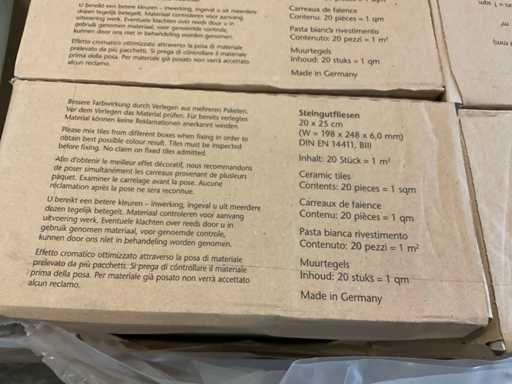 U bereikt een betere kleuren – inwerking, ingeval u uit meerdere
dozen tegelijk betegelt. Materiaal controleren voor aanvang
uitvoering werk. Eventuele klachten over reeds door u in
gebruik genomen materiaal, voor genoemde controle,
kunnen door ons niet in behandeling worden genomen.
Effetto cromatico ottimizzato attraverso la posa di materiale
prelevato da più pacchetti. Si prega di controllare il materiale
prima della posa. Per materiale già posato non verrà accettato
alcun reclamo.
Carreaux de faience
Contenu: 20 pièces = 1 qm
Pasta bianca rivestimento
Contenuto: 20 pezzi = 1 m²
Muurtegels
Inhoud: 20 stuks = 1 qm
Made in Germany
Bessere Farbwirkung durch Verlegen aus mehreren Paketen.
Vor dem Verlegen das Material prüfen. Für bereits verlegtes
Material können keine Reklamationen anerkannt werden.
Please mix tiles from different boxes when fixing in order to
obtain best possible colour result. Tiles must be inspected
before fixing. No claim on fixed tiles admitted.
Afin d'obtenir le meilleur effet décoratif, nous recommandons
de poser simultanément les carreaux provenant de plusieurs
paquet. Examiner le carrelage avant la pose. Aucune
réclamation après la pose ne sera reconnue.
U bereikt een betere kleuren – inwerking, ingeval u uit meerdere
dozen tegelijk betegelt. Materiaal controleren voor aanvang
uitvoering werk. Eventuele klachten over reeds door u in
gebruik genomen materiaal, voor genoemde controle,
kunnen door ons niet in behandeling worden genomen.
Effetto cromatico ottimizzato attraverso la posa di materiale
prelevato da più pacchetti. Si prega di controllare il materiale
prima della posa. Per materiale già posato non verrà accettato
alcun reclamo.
Steingutfliesen
20 x 25 cm
(W = 198 x 248 x 6,0 mm)
DIN EN 14411, BIII
Inhalt: 20 Stück = 1 m²
Ceramic tiles
Contents: 20 pieces = 1 sqm
Carreaux de faience
Contenu: 20 pièces = 1 qm
Pasta bianca rivestimento
Contenuto: 20 pezzi = 1 m²
Muurtegels
Inhoud: 20 stuks = 1 qm
Made in Germany